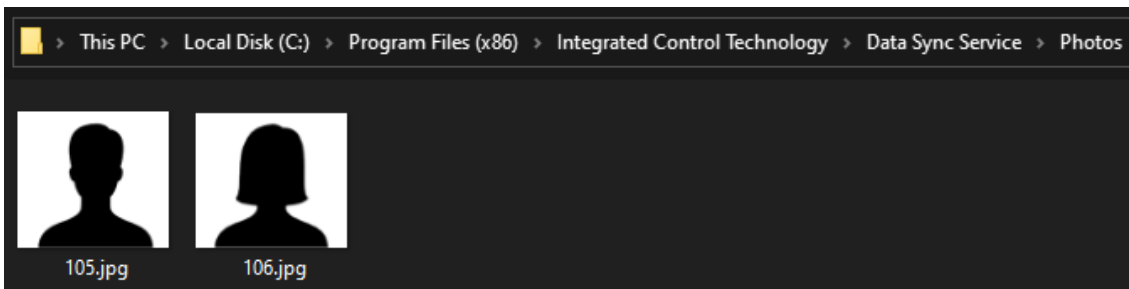 This PC > Local Disk (C:) > Program Files (x86) > Integrated Control Technology > Data Sync Service > Photos
105.jpg
106.jpg